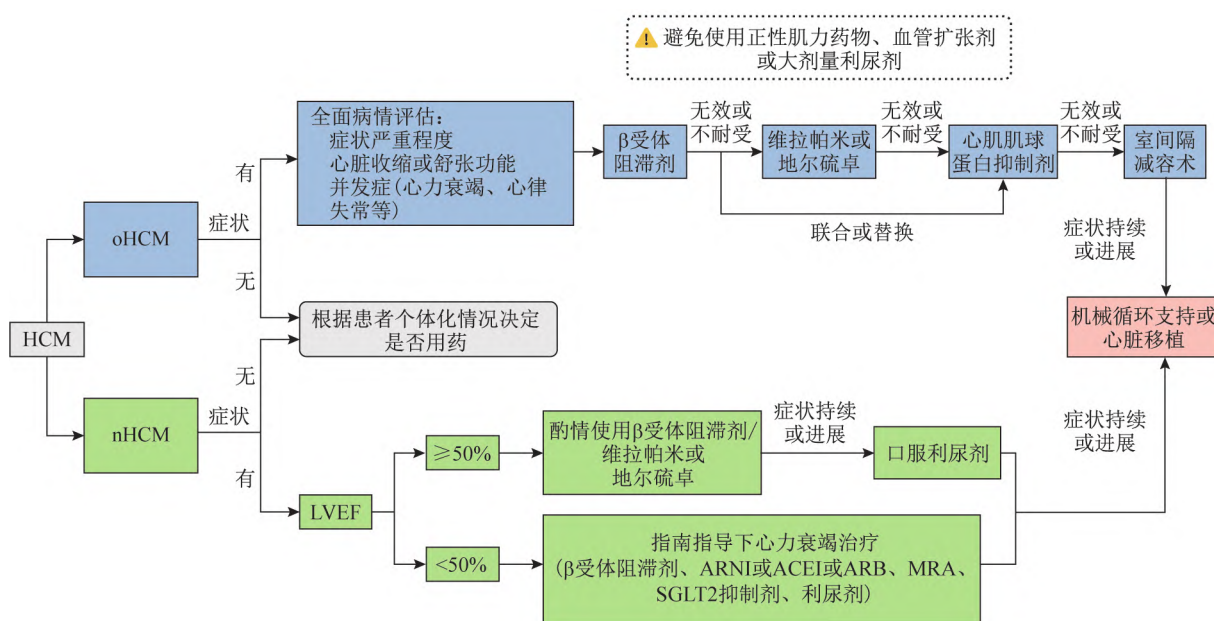 避免使用正性肌力药物、血管扩张剂
或大剂量利尿剂
全面病情评估：
症状严重程度
心脏收缩或舒张功能
并发症(心力衰竭、心律
失常等)
β受体
阻滞剂
无效或
不耐受
维拉帕米或
地尔硫卓
无效或
不耐受
心肌肌球
蛋白抑制剂
无效或
不耐受
室间隔
减容术
联合或替换
有
oHCM
症状
无
症状持续
或进展
HCM
根据患者个体化情况决定
是否用药
机械循环支持或
心脏移植
无
nHCM
症状
有
LVEF
≥50%
酌情使用β受体阻滞剂/
维拉帕米或
地尔硫卓
症状持续
或进展
口服利尿剂
症状持续
或进展
<50%
指南指导下心力衰竭治疗
(β受体阻滞剂、ARNI或ACEI或ARB、MRA、
SGLT2抑制剂、利尿剂)